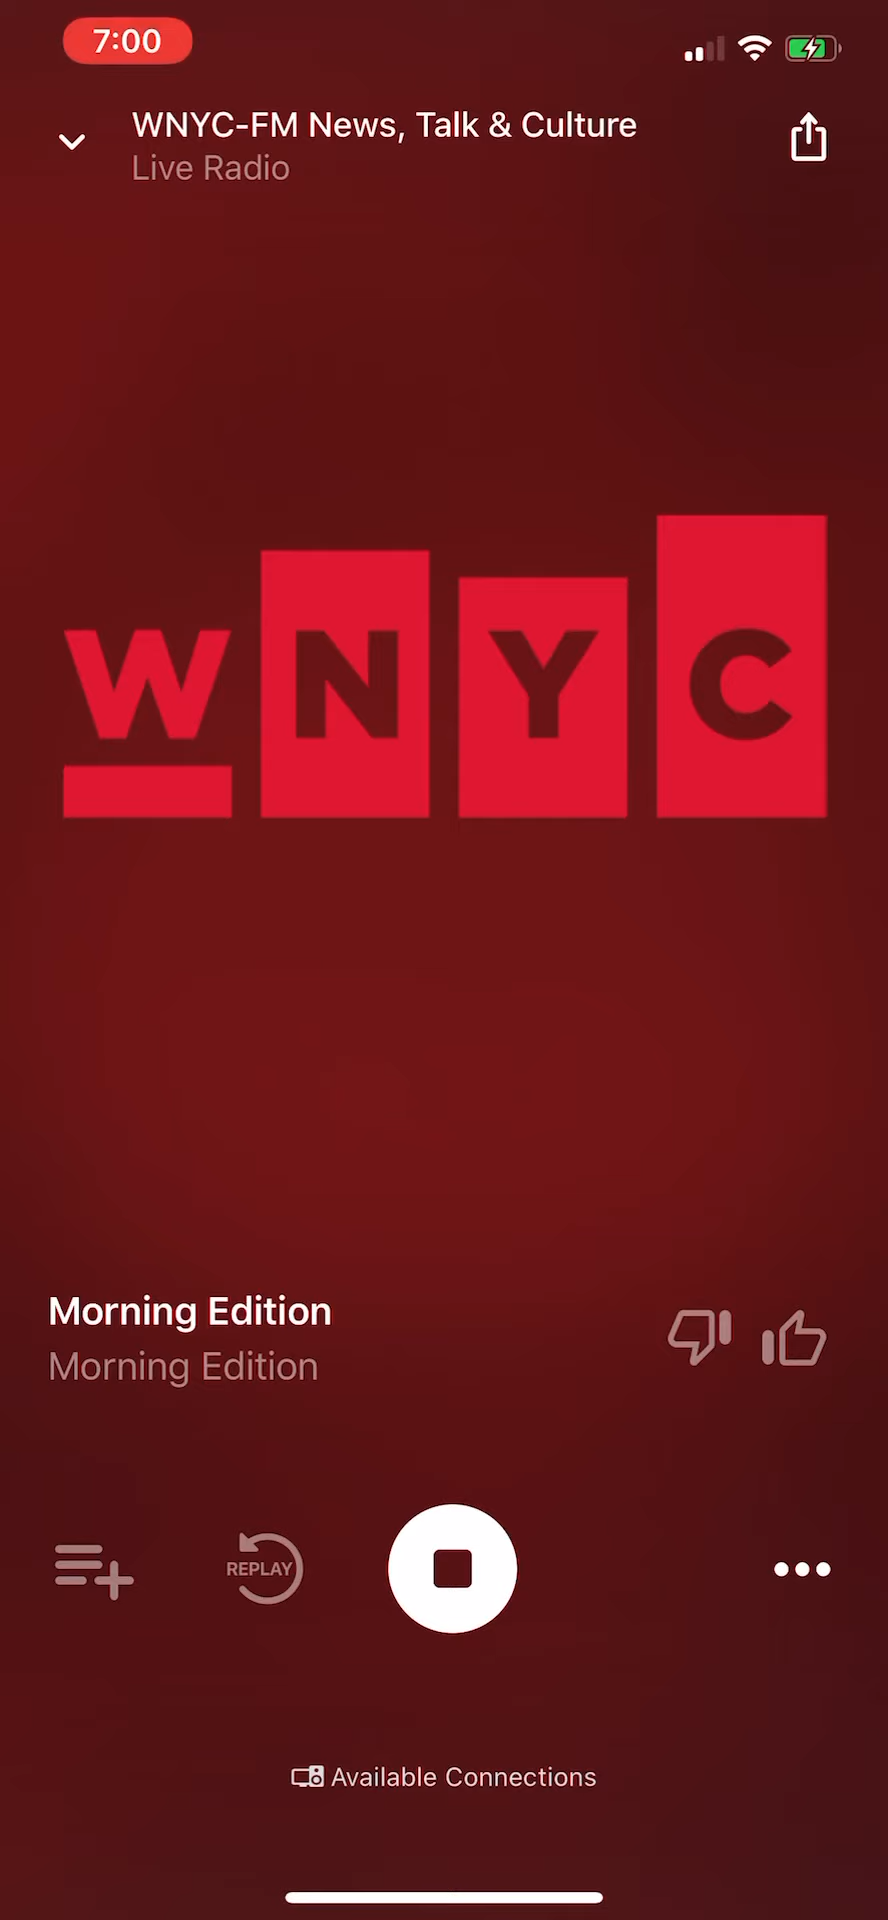 7:00
WNYC-FM News, Talk & Culture
Live Radio
WNYC
Morning Edition
Morning Edition
REPLAY
Available Connections